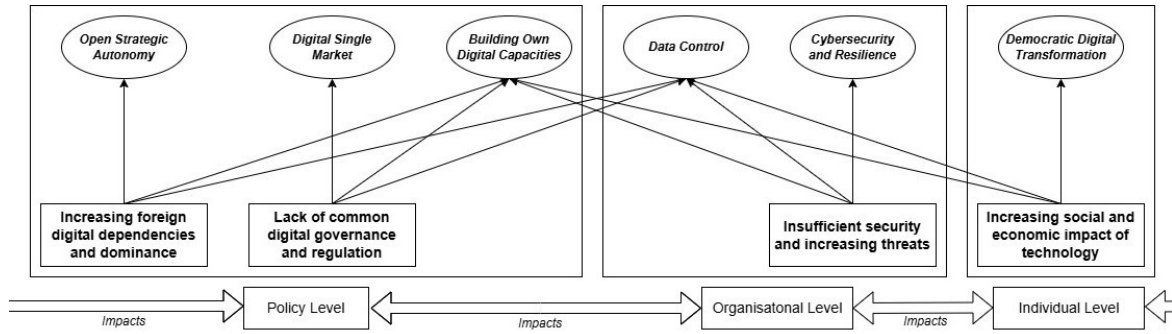 Open Strategic
Autonomy
Digital Single
Market
Building Own
Digital Capacities
Data Control
Cybersecurity
and Resilience
Democratic Digital
Transformation
Increasing foreign
digital dependencies
and dominance
Lack of common
digital governance
and regulation
Insufficient security
and increasing threats
Increasing social and
economic impact of
technology
Impacts
Policy Level
Impacts
Organisatonal Level
Impacts
Individual Level